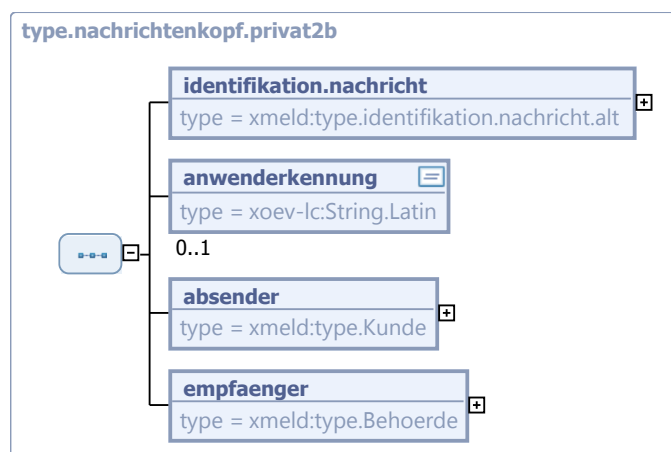 type.nachrichtenkopf.privat2b
identifikation.nachricht
type = xmeld:type.identifikation.nachricht.alt
anwenderkennung
type = xoev-lc:String.Latin
0..1
absender
type = xmeld:type.Kunde
empfaenger
type = xmeld:type.Behoerde